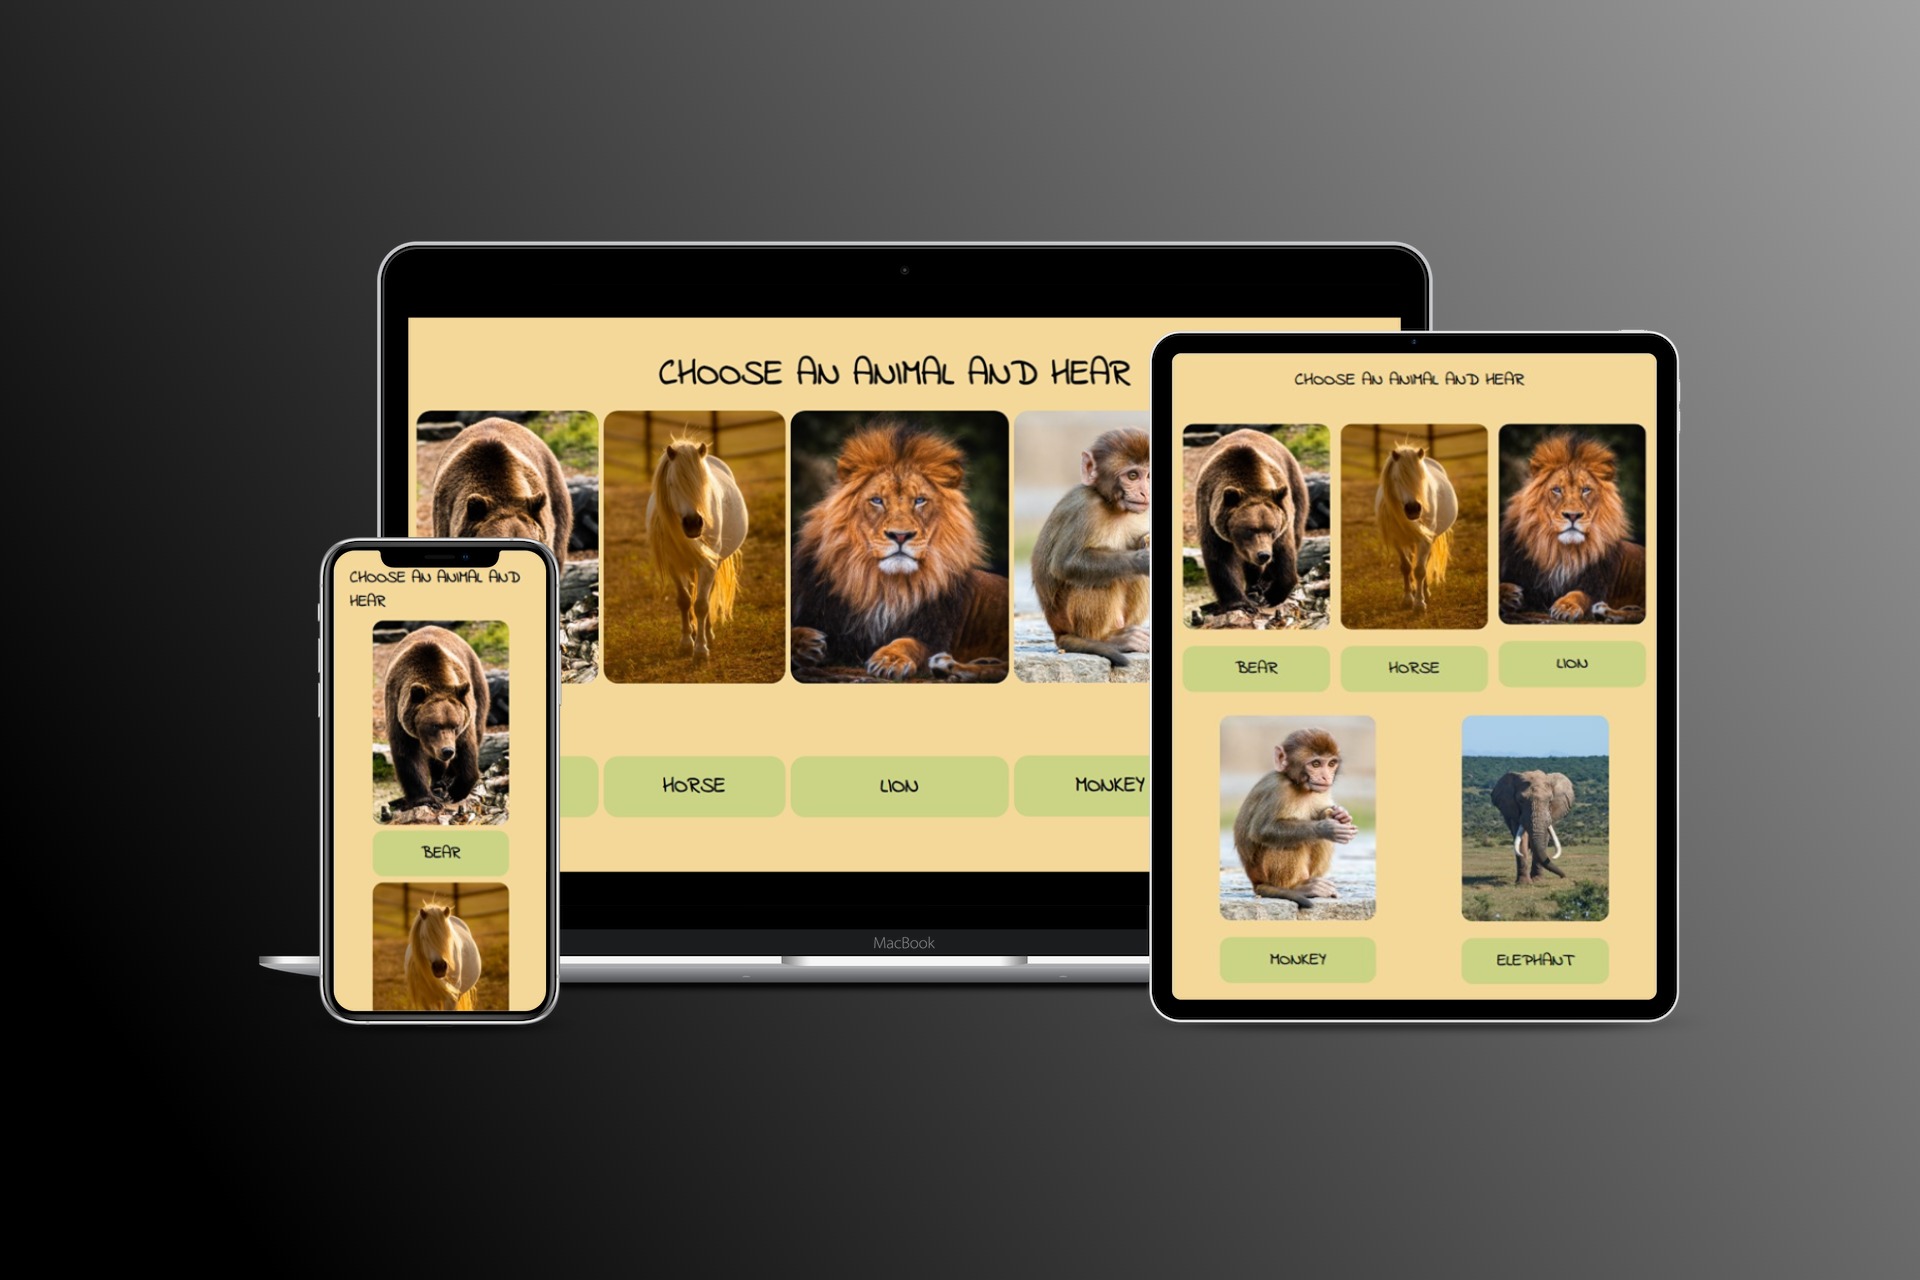 CHOOSE AN ANIMAL AND HEAR
HORSE
LION
MONKEY
MacBook
CHOOSE AN ANIMAL AND
HEAR
BEAR
CHOOSE AN ANIMAL AND HEAR
BEAR
HORSE
LION
MONKEY
ELEPHANT